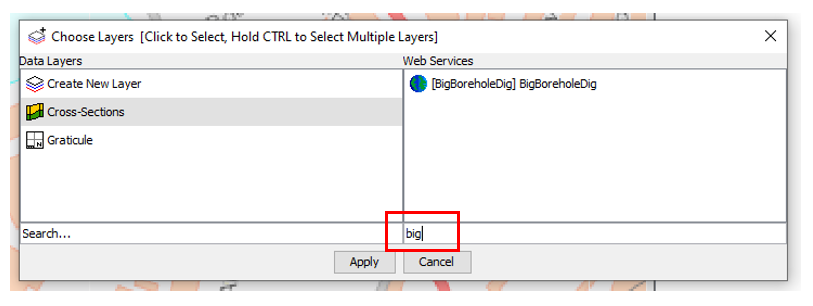 Choose Layers [Click to Select, Hold CTRL to Select Multiple Layers]
Data Layers
Web Services
Create New Layer
[BigBoreholeDig] BigBoreholeDig
Cross-Sections
Graticule
Search...
big
Apply
Cancel